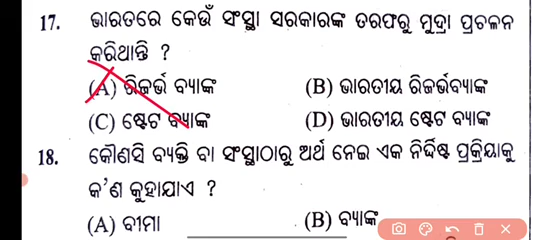 17. ଭାରତରେ କେଉଁ ସଂସ୍ଥା ସରକାରଙ୍କ ତରଫରୁ ମୁଦ୍ରା ପ୍ରଚଳନ
କରିଥାନ୍ତି ?
(A) ରିଜର୍ଭ ବ୍ୟାଙ୍କ (B) ଭାରତୀୟ ରିଜର୍ଭବ୍ୟାଙ୍କ
(C) ଷ୍ଟେଟ ବ୍ୟାଙ୍କ (D) ଭାରତୀୟ ଷ୍ଟେଟ ବ୍ୟାଙ୍କ
18. କୌଣସି ବ୍ୟକ୍ତି ବା ସଂସ୍ଥାଠାରୁ ଅର୍ଥ ନେଇ ଏକ ନିର୍ଦ୍ଦିଷ୍ଟ ପ୍ରକ୍ରିୟାକୁ
କ'ଣ କୁହାଯାଏ ?
(A) ବୀମା (B) ବ୍ୟାଙ୍କ